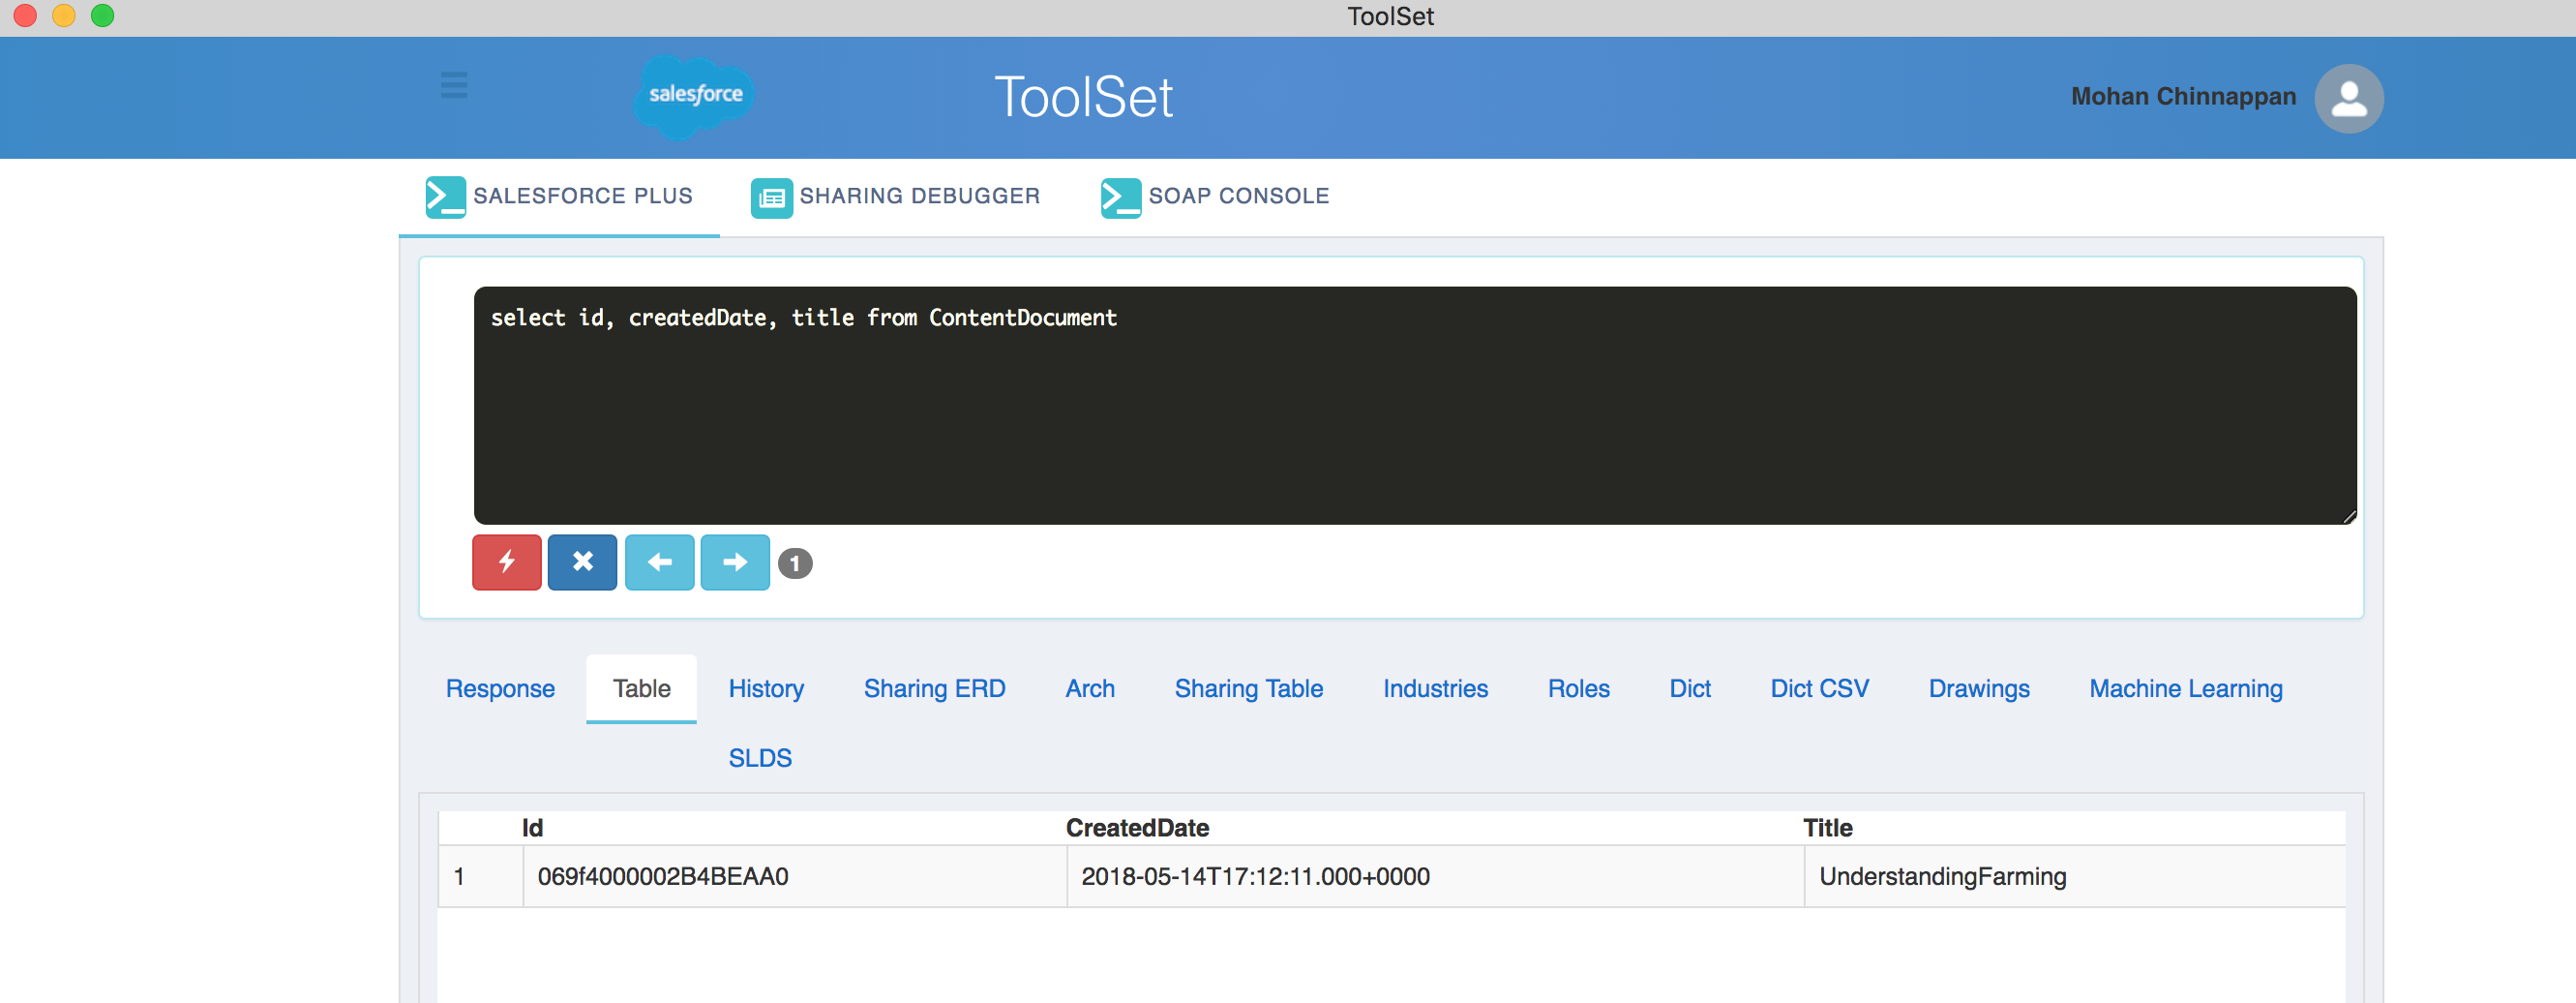 ToolSet
salesforce
ToolSet
Mohan Chinnappan
SALESFORCE PLUS SHARING DEBUGGER SOAP CONSOLE
select id, createdDate, title from ContentDocument
1
Response Table History Sharing ERD Arch Sharing Table Industries Roles Dict Dict CSV Drawings Machine Learning
SLDS
Id CreatedDate Title
1 069f4000002B4BEAA0 2018-05-14T17:12:11.000+0000 UnderstandingFarming